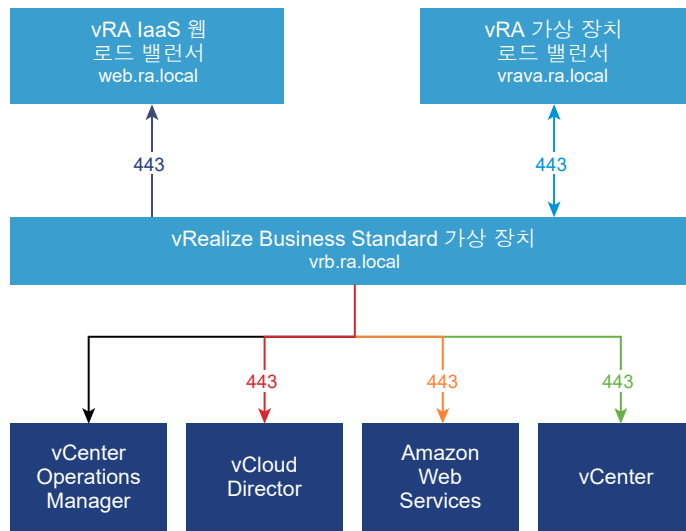 vRA IaaS 웹
로드 밸런서
web.ra.local
vRA 가상 장치
로드 밸런서
vrava.ra.local
443
443
vRealize Business Standard 가상 장치
vrb.ra.local
443
443
443
vCenter
Operations
Manager
vCloud
Director
Amazon
Web
Services
vCenter